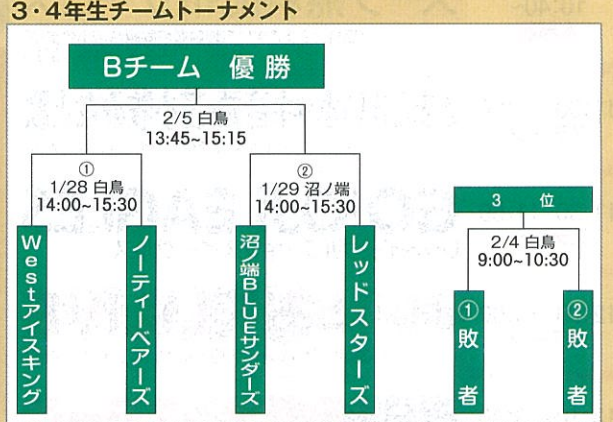 3・4年生チームトーナメント
Bチーム 優勝
2/5 白鳥
13:45~15:15
①
1/28 白鳥
14:00~15:30
②
1/29 沼ノ端
14:00~15:30
3 位
2/4 白鳥
9:00~10:30
Westアイスキング
ノーティーベアーズ
沼ノ端BLUEサンダーズ
レッドスターズ
①敗者
②敗者